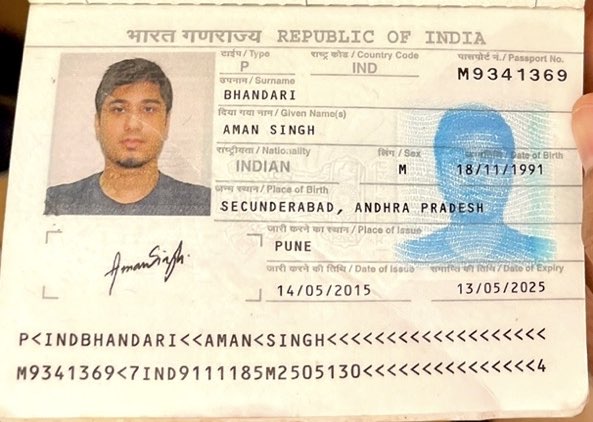 भारत गणराज्य REPUBLIC OF INDIA
टाईप / Type राष्ट्र कोड / Country Code पासपोर्ट नं. / Passport No.
P IND M9341369
उपनाम / Surname
BHANDARI
दिया गया नाम / Given Name(s)
AMAN SINGH
राष्ट्रीयता / Nationality लिंग / Sex जन्मतिथि / Date of Birth
INDIAN M 18/11/1991
जन्म स्थान / Place of Birth
SECUNDERABAD, ANDHRA PRADESH
जारी करने का स्थान / Place of Issue
PUNE
जारी करने की तिथि / Date of Issue समाप्ति की तिथि / Date of Expiry
14/05/2015 13/05/2025
AmanSingh.
P<INDBHANDARI<<AMAN<SINGH<<<<<<<<<<<<<<<<<<<
M9341369<7IND9111185M2505130<<<<<<<<<<<<<<4